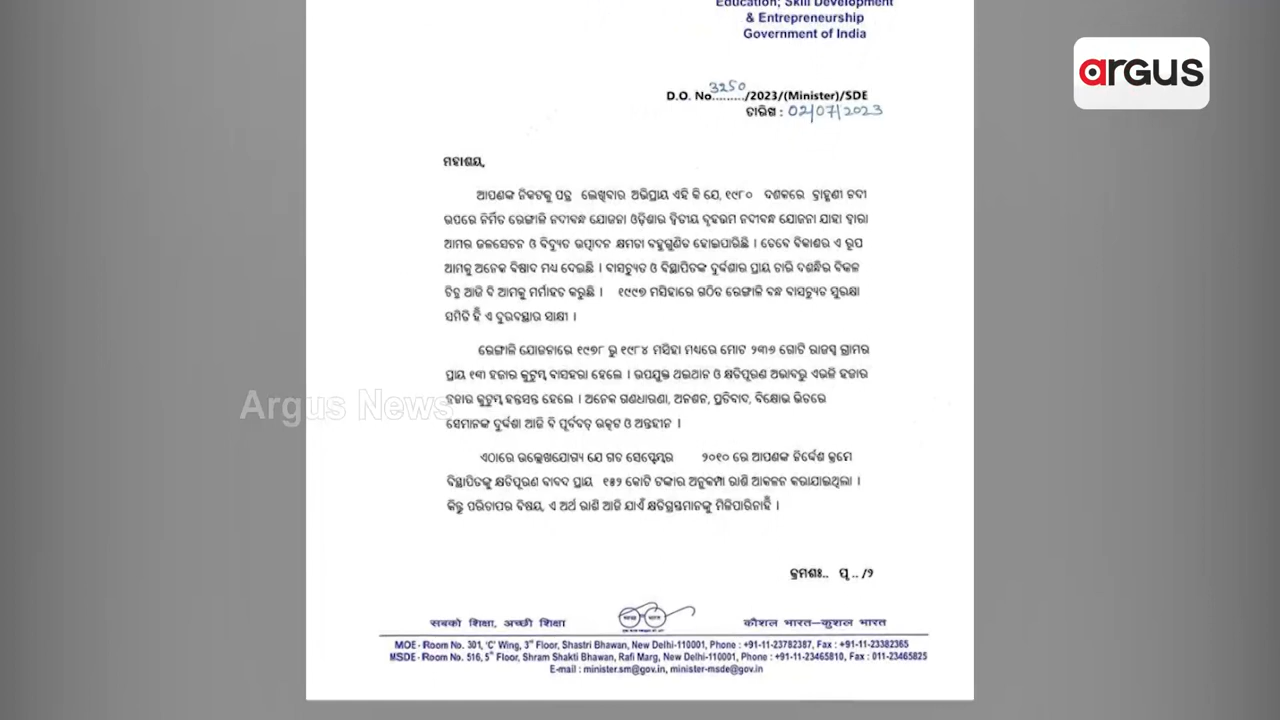 Education; Skill Development
& Entrepreneurship
Government of India
argus
D.O. No.3250/2023/(Minister)/SDE
ତାରିଖ : 02/07/2023
ମହାଶୟ,
ଆପଣଙ୍କ ନିକଟକୁ ପତ୍ର ଲେଖିବାର ଅଭିପ୍ରାୟ ଏହି କି ଯେ, ୧୯୮୦ ଦଶକରେ ବ୍ରାହ୍ମଣୀ ନଦୀ
ଉପରେ ନିର୍ମିତ ରେଙ୍ଗାଳି ନଦୀବନ୍ଧ ଯୋଜନା ଓଡ଼ିଶାର ଦ୍ୱିତୀୟ ବୃହତ୍ତମ ନଦୀବନ୍ଧ ଯୋଜନା ଯାହା ଦ୍ୱାରା
ଆମର ଜଳସେଚନ ଓ ବିଦ୍ୟୁତ ଉତ୍ପାଦନ କ୍ଷମତା ବହୁଗୁଣିତ ହୋଇପାରିଛି । ତେବେ ବିକାଶର ଏ ରୂପ
ଆମକୁ ଅନେକ ବିଷାଦ ମଧ୍ୟ ଦେଇଛି । ବାସଚ୍ୟୁତ ଓ ବିସ୍ଥାପିତଙ୍କ ଦୁର୍ଦ୍ଦଶାର ପ୍ରାୟ ଚାରି ଦଶନ୍ଧିର ବିକଳ
ଚିତ୍ର ଆଜି ବି ଆମକୁ ମର୍ମାହତ କରୁଛି । ୧୯୯୭ ମସିହାରେ ଗଠିତ ରେଙ୍ଗାଳି ବନ୍ଧ ବାସଚ୍ୟୁତ ସୁରକ୍ଷା
ସମିତି ହିଁ ଏ ଦୁରବସ୍ଥାର ସାକ୍ଷୀ ।
ରେଙ୍ଗାଳି ଯୋଜନାରେ ୧୯୭୮ ରୁ ୧୯୮୪ ମସିହା ମଧ୍ୟରେ ମୋଟ ୨୩୬ ଗୋଟି ରାଜସ୍ୱ ଗ୍ରାମର
ପ୍ରାୟ ୧୩ ହଜାର କୁଟୁମ୍ବ ବାସହରା ହେଲେ । ଉପଯୁକ୍ତ ଥଇଥାନ ଓ କ୍ଷତିପୂରଣ ଅଭାବରୁ ଏଭଳି ହଜାର
ହଜାର କୁଟୁମ୍ବ ହନ୍ତସନ୍ତ ହେଲେ । ଅନେକ ଗଣଧାରଣା, ଅନଶନ, ପ୍ରତିବାଦ, ବିକ୍ଷୋଭ ଭିତରେ
ସେମାନଙ୍କ ଦୁର୍ଦ୍ଦଶା ଆଜି ବି ପୂର୍ବବତ୍ ଉତ୍କଟ ଓ ଅନ୍ତହୀନ ।
Argus News
ଏଠାରେ ଉଲ୍ଲେଖଯୋଗ୍ୟ ଯେ ଗତ ସେପ୍ଟେମ୍ବର ୨୦୧୦ ରେ ଆପଣଙ୍କ ନିର୍ଦ୍ଦେଶ କ୍ରମେ
ବିସ୍ଥାପିତଙ୍କୁ କ୍ଷତିପୂରଣ ବାବଦ ପ୍ରାୟ ୧୫୨ କୋଟି ଟଙ୍କାର ଅନୁକମ୍ପା ରାଶି ଆକଳନ କରାଯାଇଥିଲା ।
କିନ୍ତୁ ପରିତାପର ବିଷୟ, ଏ ଅର୍ଥ ରାଶି ଆଜି ଯାଏଁ କ୍ଷତିଗ୍ରସ୍ତମାନଙ୍କୁ ମିଳିପାରିନାହିଁ ।
କ୍ରମଶଃ.. ପୃ../୨
सबको शिक्षा, अच्छी शिक्षा
कौशल भारत–कुशल भारत
MOE - Room No. 301, 'C' Wing, 3rd Floor, Shastri Bhawan, New Delhi-110001, Phone : +91-11-23782387, Fax : +91-11-23382365
MSDE - Room No. 516, 5th Floor, Shram Shakti Bhawan, Rafi Marg, New Delhi-110001, Phone : +91-11-23465810, Fax : 011-23465825
E-mail : minister.sm@gov.in, minister-msde@gov.in